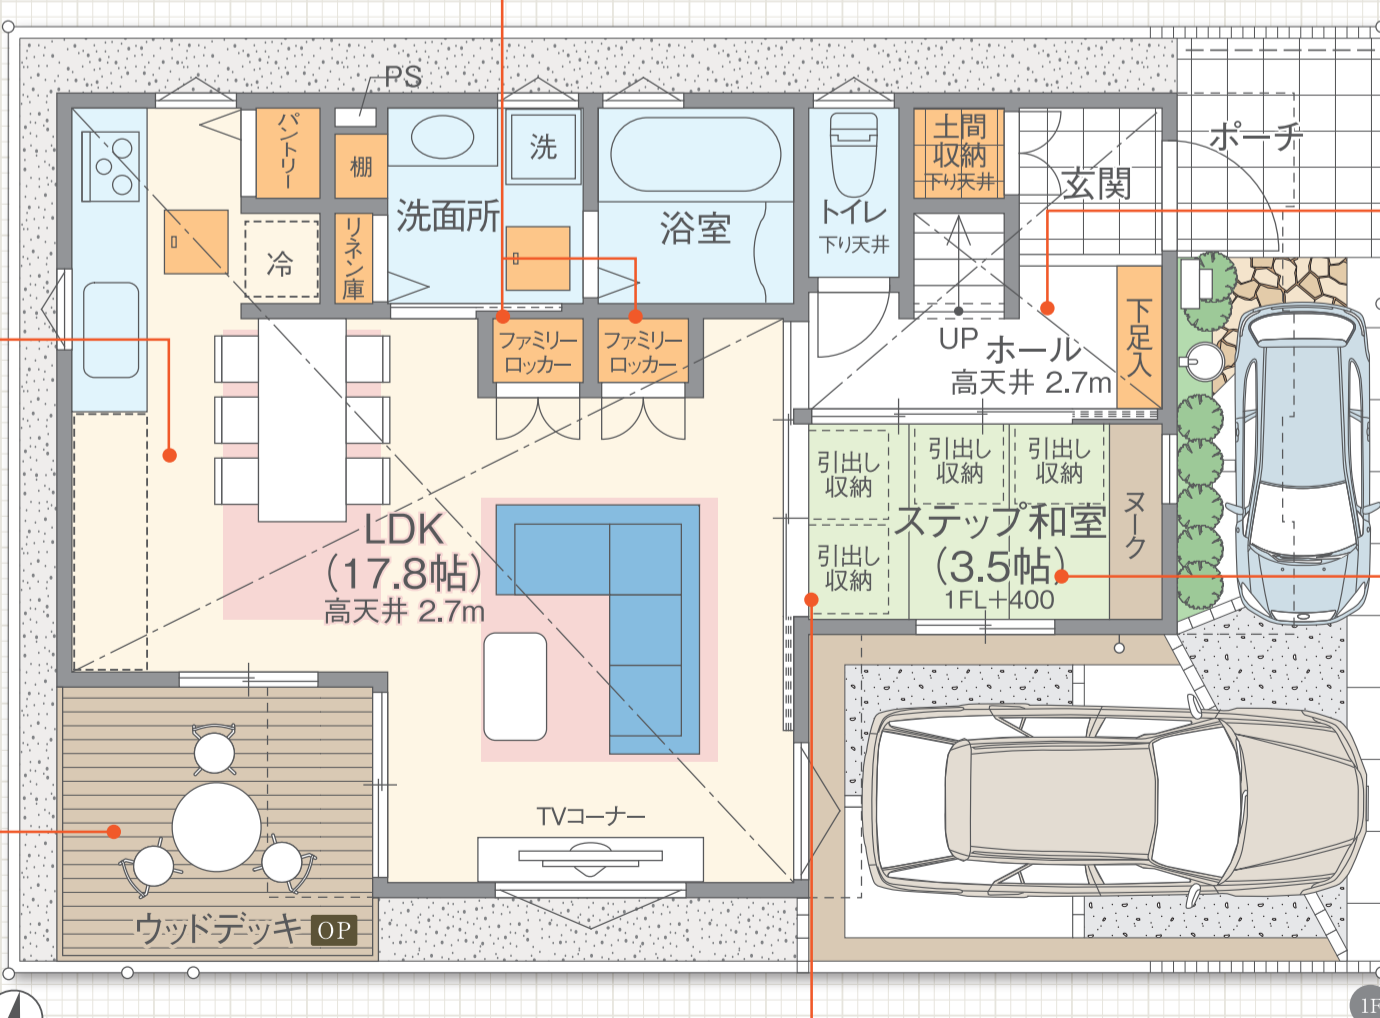 PS
パントリー
棚
洗
洗面所
リネン庫
冷
浴室
トイレ
下り天井
土間
収納
下り天井
玄関
ポーチ
下足入
UP
ホール
高天井 2.7m
ファミリー
ロッカー
ファミリー
ロッカー
LDK
(17.8帖)
高天井 2.7m
引出し
収納
引出し
収納
引出し
収納
引出し
収納
ステップ和室
(3.5帖)
1FL+400
ヌーク
TVコーナー
ウッドデッキ OP
1F